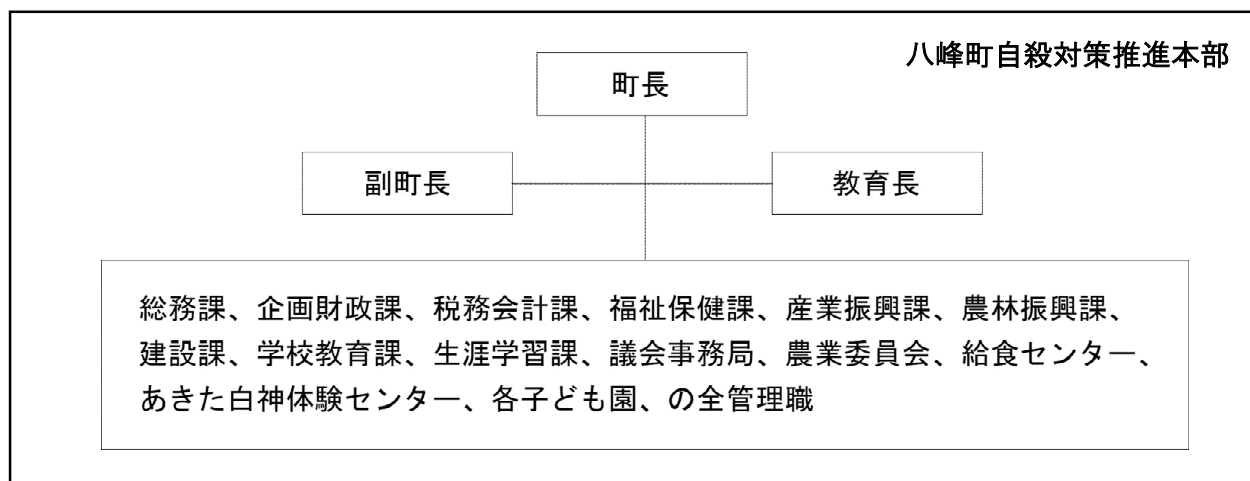 八峰町自殺対策推進本部
町長
副町長
教育長
総務課、企画財政課、税務会計課、福祉保健課、産業振興課、農林振興課、
建設課、学校教育課、生涯学習課、議会事務局、農業委員会、給食センター、
あきた白神体験センター、各子ども園、の全管理職